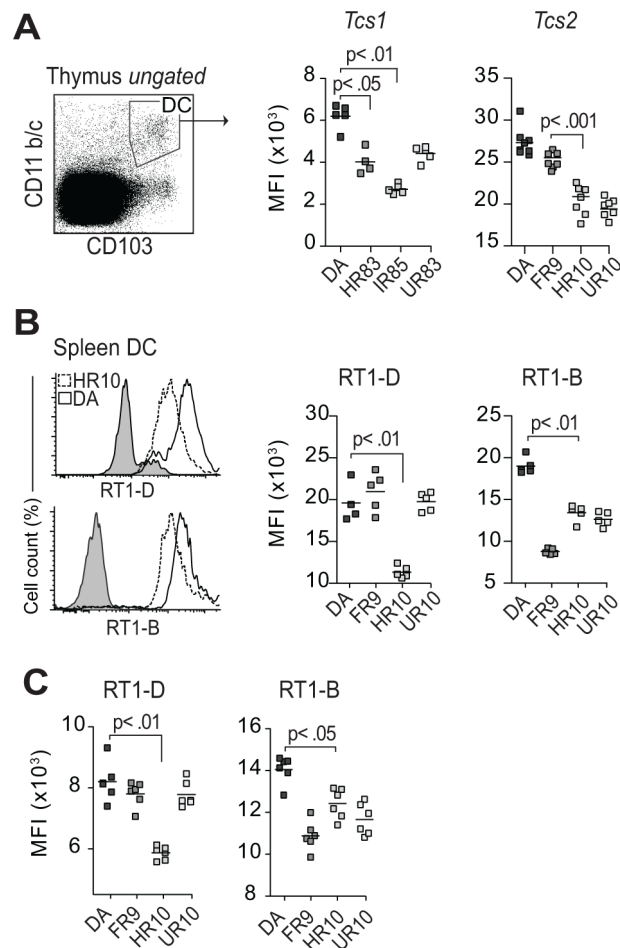 A
Thymus ungated
DC
CD11 b/c
CD103
Tcs1
p< .01
p< .05
MFI (x10³)
8
6
4
2
0
DA
HR83
IR85
UR83
Tcs2
p< .001
35
30
25
20
15
DA
FR9
HR10
UR10
B
Spleen DC
HR10
DA
RT1-D
Cell count (%)
RT1-B
RT1-D
p< .01
MFI (x10³)
30
25
20
15
10
DA
FR9
HR10
UR10
RT1-B
p< .01
25
20
15
10
5
DA
FR9
HR10
UR10
C
RT1-D
p< .01
MFI (x10³)
10
8
6
DA
FR9
HR10
UR10
RT1-B
p< .05
16
14
12
10
DA
FR9
HR10
UR10